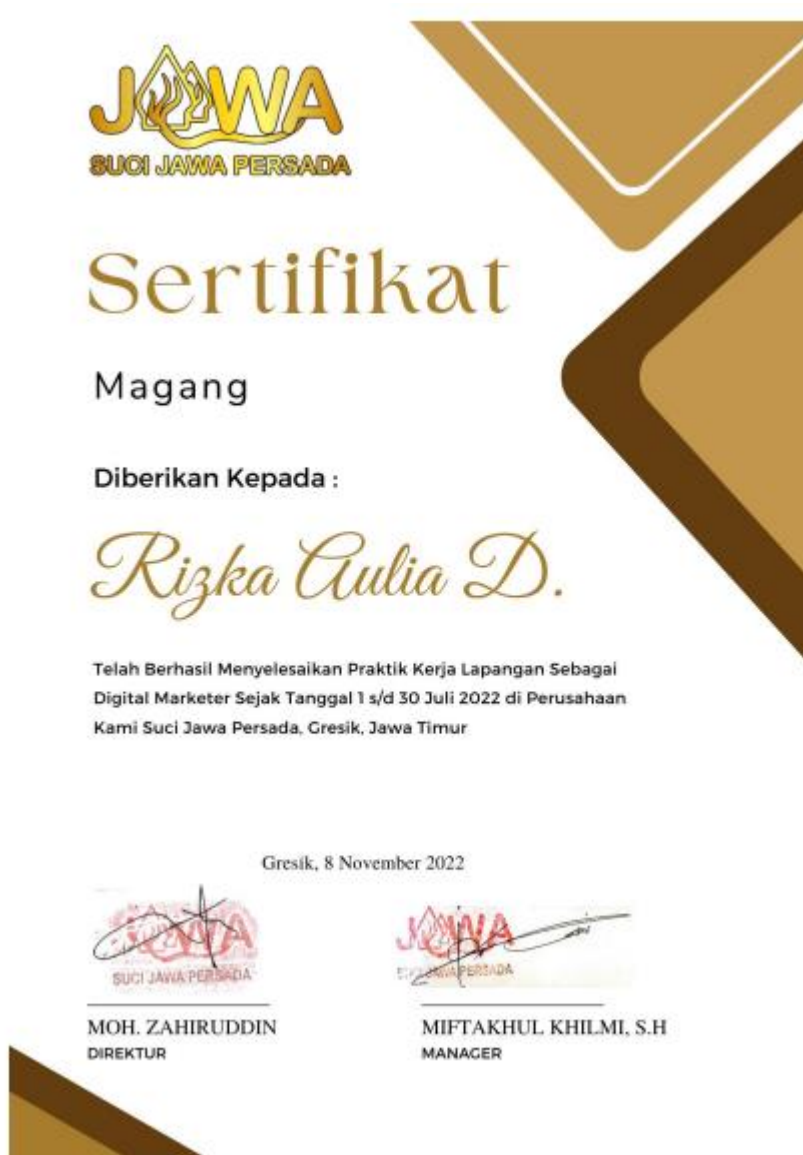 JAWA
SUCI JAWA PERSADA
Sertifikat
Magang
Diberikan Kepada :
Rizka Aulia D.
Telah Berhasil Menyelesaikan Praktik Kerja Lapangan Sebagai
Digital Marketer Sejak Tanggal 1 s/d 30 Juli 2022 di Perusahaan
Kami Suci Jawa Persada, Gresik, Jawa Timur
Gresik, 8 November 2022
JAWA
SUCI JAWA PERSADA
JAWA
SUCI JAWA PERSADA
MOH. ZAHIRUDDIN
DIREKTUR
MIFTAKHUL KHILMI, S.H
MANAGER